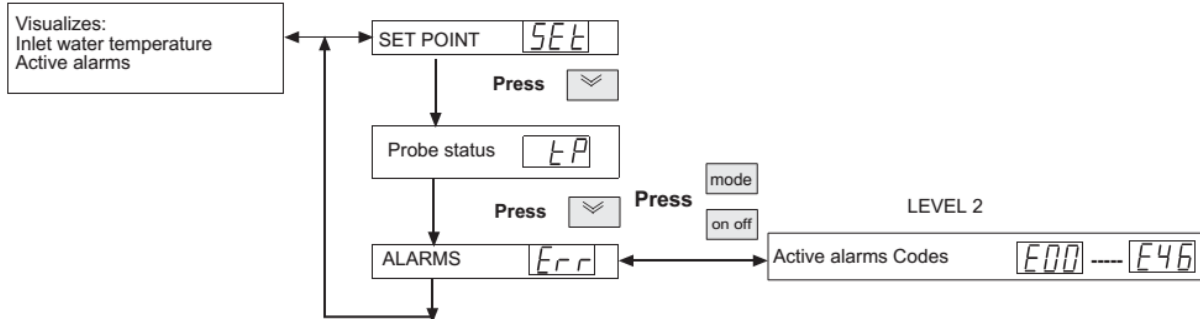 Visualizes:
Inlet water temperature
Active alarms
SET POINT SEt
Press
Probe status tP
Press
Press
mode
on off
LEVEL 2
ALARMS Err
Active alarms Codes E00 ----- E46